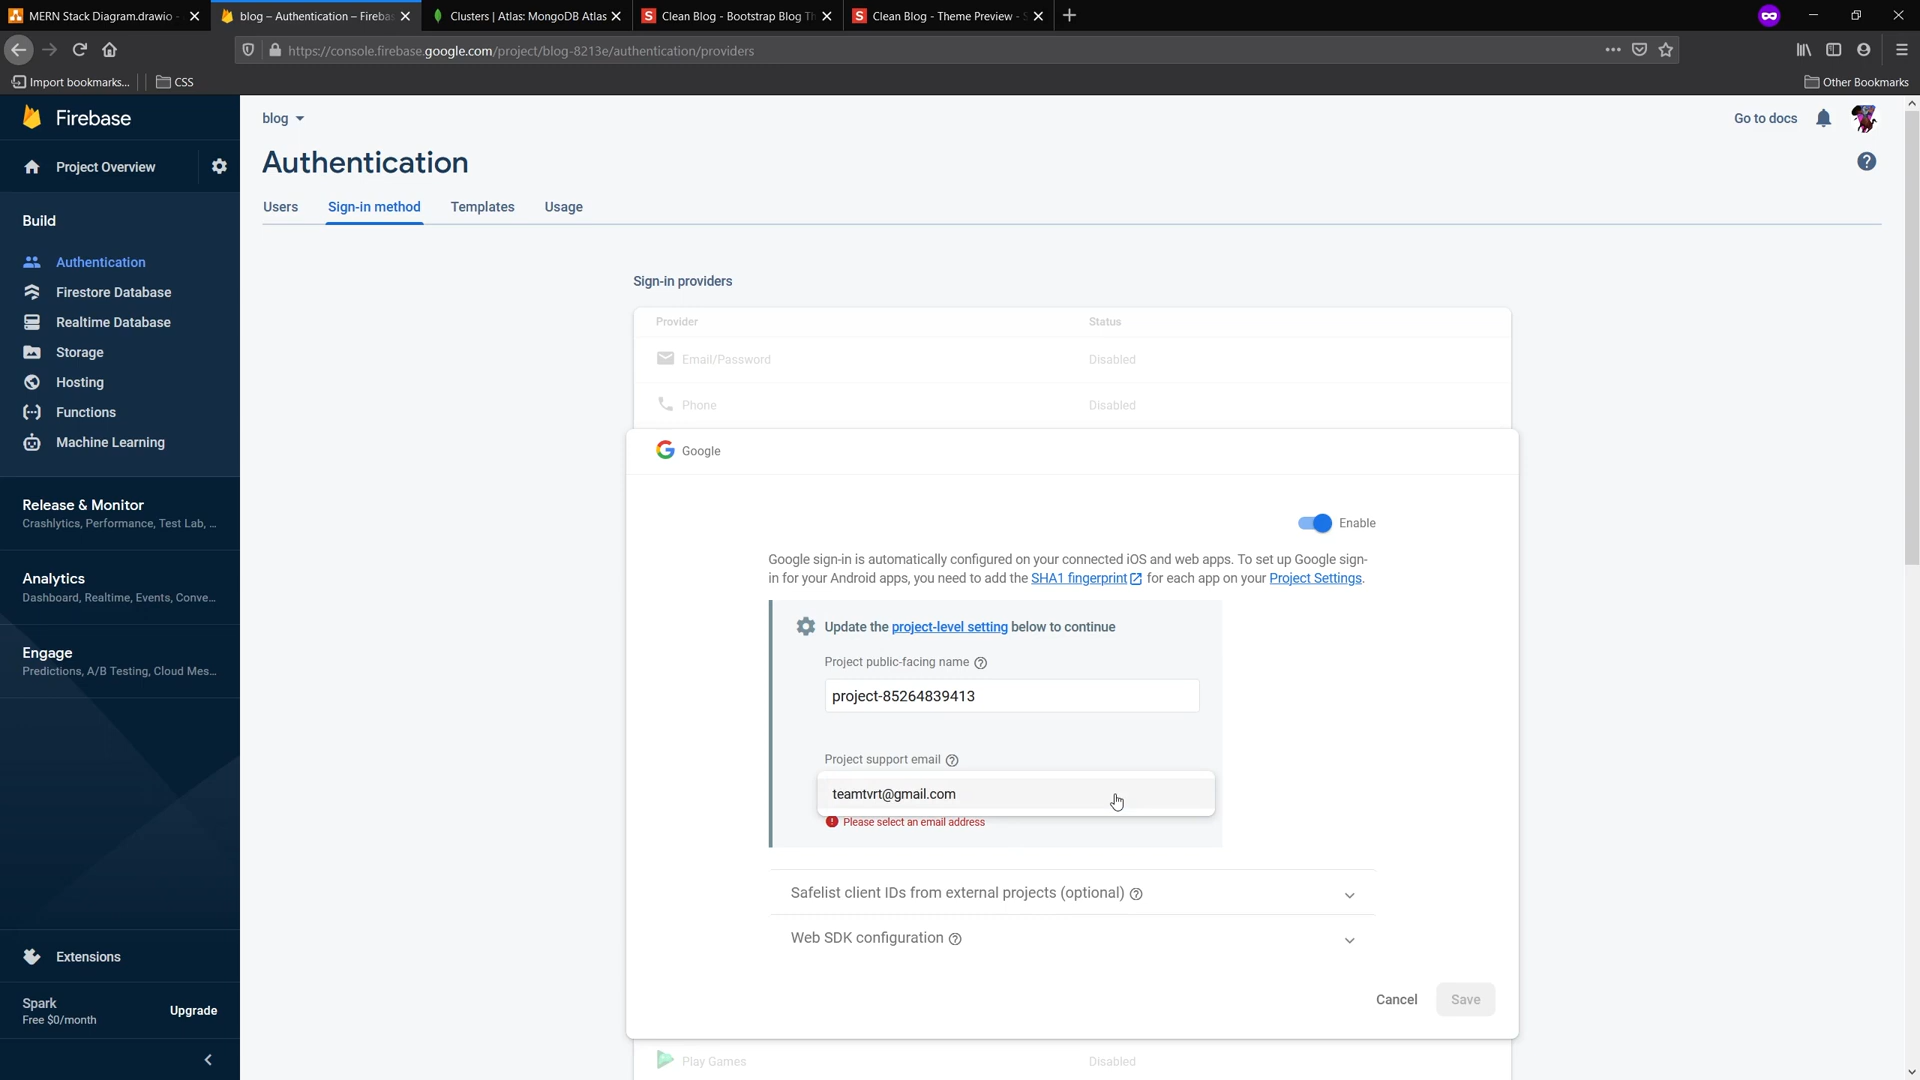 MERN Stack Diagram.drawio
blog – Authentication – Fireba
Clusters | Atlas: MongoDB Atlas
Clean Blog - Bootstrap Blog Th
Clean Blog - Theme Preview -
https://console.firebase.google.com/project/blog-8213e/authentication/providers
Import bookmarks...
CSS
Other Bookmarks
Firebase
Project Overview
Build
Authentication
Firestore Database
Realtime Database
Storage
Hosting
Functions
Machine Learning
Release & Monitor
Crashlytics, Performance, Test Lab, ...
Analytics
Dashboard, Realtime, Events, Conve...
Engage
Predictions, A/B Testing, Cloud Mes...
Extensions
Spark
Free $0/month
Upgrade
blog
Go to docs
Authentication
Users
Sign-in method
Templates
Usage
Sign-in providers
Provider
Status
Email/Password
Disabled
Phone
Disabled
Google
Enable
Google sign-in is automatically configured on your connected iOS and web apps. To set up Google sign-
in for your Android apps, you need to add the SHA1 fingerprint for each app on your Project Settings.
Update the project-level setting below to continue
Project public-facing name
project-85264839413
Project support email
teamtvrt@gmail.com
Please select an email address
Safelist client IDs from external projects (optional)
Web SDK configuration
Cancel
Save
Play Games
Disabled